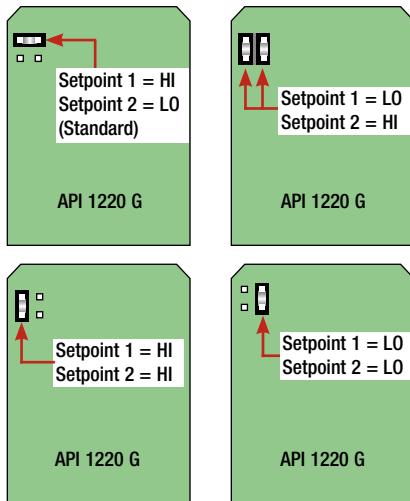 Setpoint 1 = HI
Setpoint 2 = LO
(Standard)
API 1220 G
Setpoint 1 = LO
Setpoint 2 = HI
API 1220 G
Setpoint 1 = HI
Setpoint 2 = HI
API 1220 G
Setpoint 1 = LO
Setpoint 2 = LO
API 1220 G